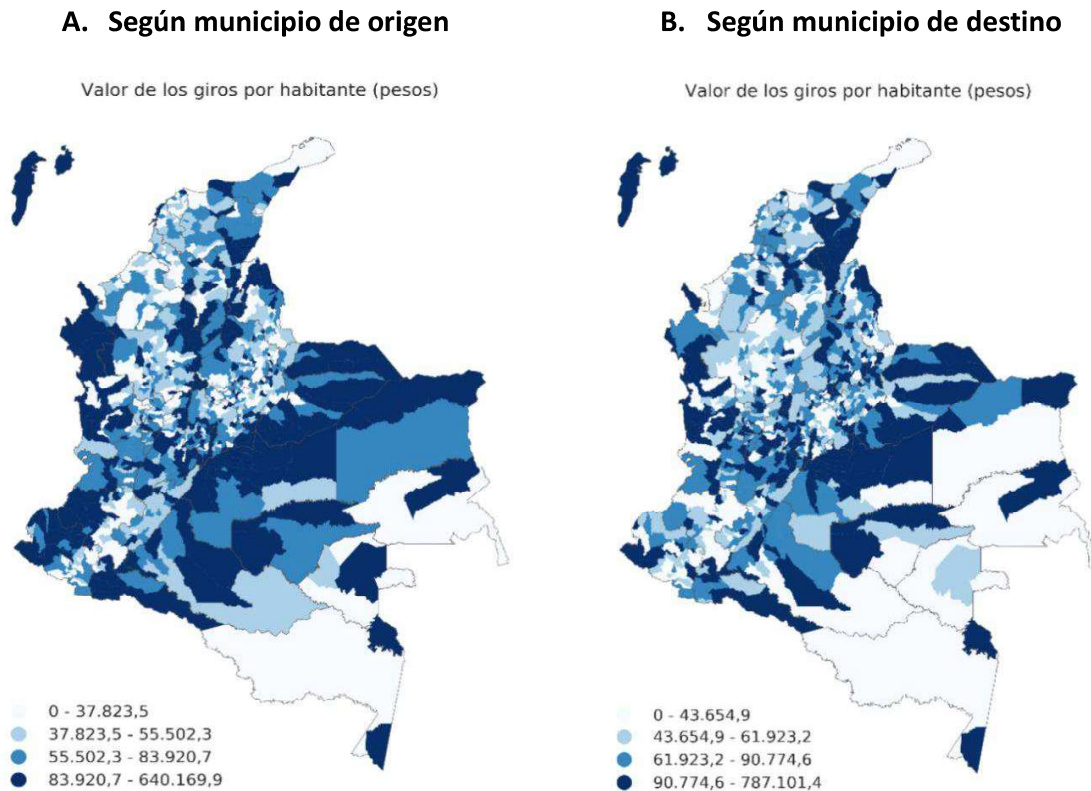 A. Según municipio de origen
Valor de los giros por habitante (pesos)
0 - 37.823,5
37.823,5 - 55.502,3
55.502,3 - 83.920,7
83.920,7 - 640.169,9
B. Según municipio de destino
Valor de los giros por habitante (pesos)
0 - 43.654,9
43.654,9 - 61.923,2
61.923,2 - 90.774,6
90.774,6 - 787.101,4